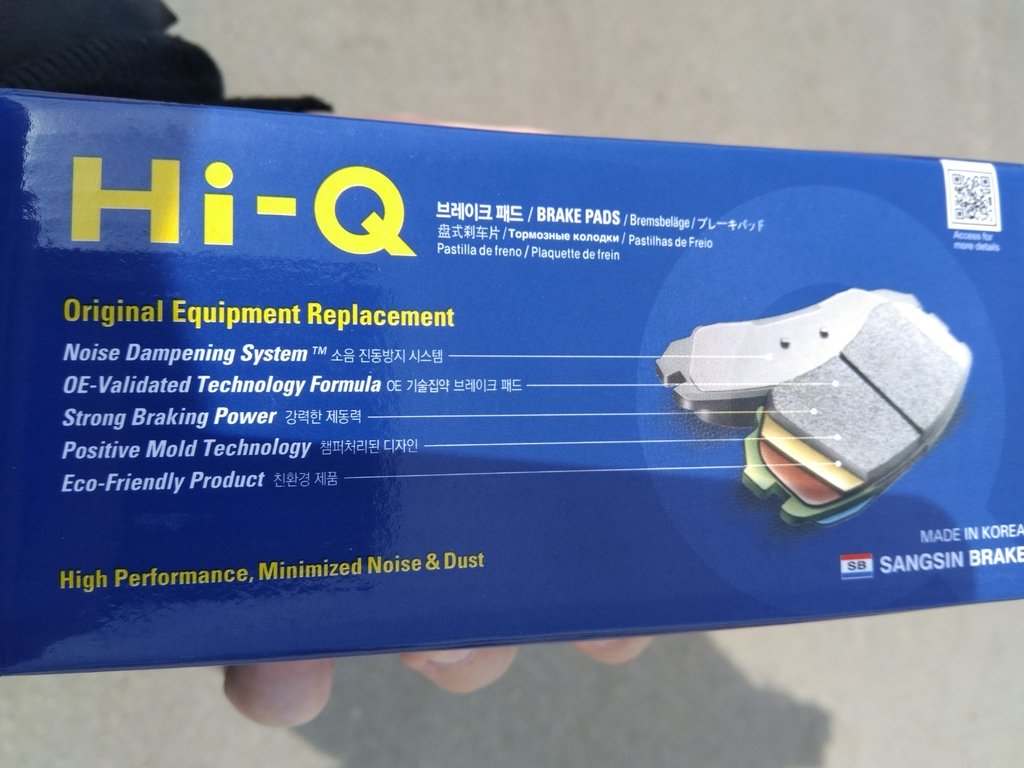 Hi-Q
브레이크 패드 / BRAKE PADS / Bremsbeläge / ブレーキパッド
盘式刹车片 / Тормозные колодки / Pastilhas de Freio
Pastilla de freno / Plaquette de frein
Access for
more details
Original Equipment Replacement
Noise Dampening System™ 소음 진동방지 시스템
OE-Validated Technology Formula OE 기술집약 브레이크 패드
Strong Braking Power 강력한 제동력
Positive Mold Technology 챔퍼처리된 디자인
Eco-Friendly Product 친환경 제품
High Performance, Minimized Noise & Dust
MADE IN KOREA
SB SANGSIN BRAKE